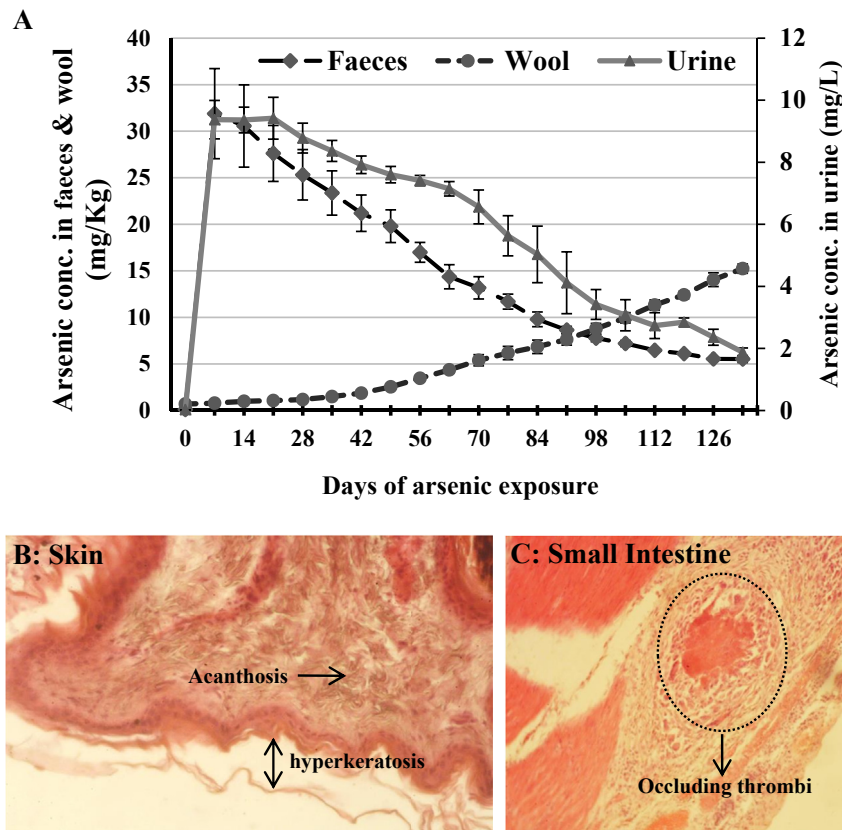 A
Faeces Wool Urine
Arsenic conc. in faeces & wool
(mg/Kg)
40
35
30
25
20
15
10
5
0
12
10
8
6
4
2
0
Arsenic conc. in urine (mg/L)
0 14 28 42 56 70 84 98 112 126
Days of arsenic exposure
B: Skin
Acanthosis
hyperkeratosis
C: Small Intestine
Occluding thrombi